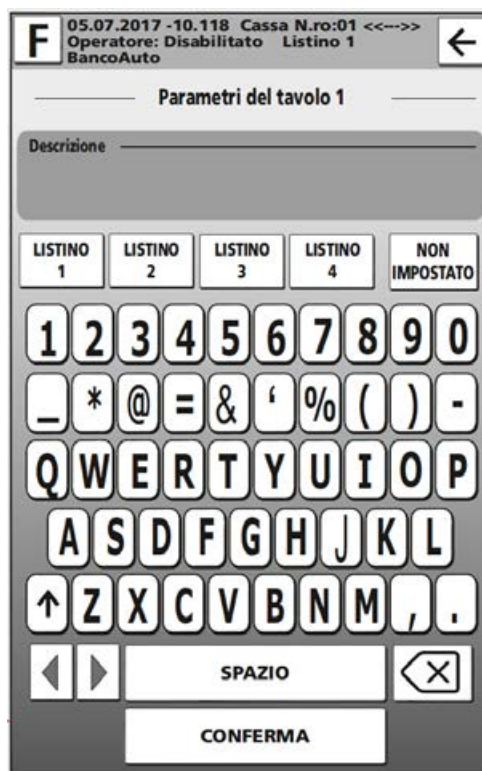 F
05.07.2017 -10.118 Cassa N.ro:01 <<--->>
Operatore: Disabilitato Listino 1
BancoAuto
Parametri del tavolo 1
Descrizione
LISTINO 1 LISTINO 2 LISTINO 3 LISTINO 4 NON IMPOSTATO
1 2 3 4 5 6 7 8 9 0
_ * @ = & ‘ % ( ) -
Q W E R T Y U I O P
A S D F G H J K L
Z X C V B N M , .
SPAZIO
CONFERMA